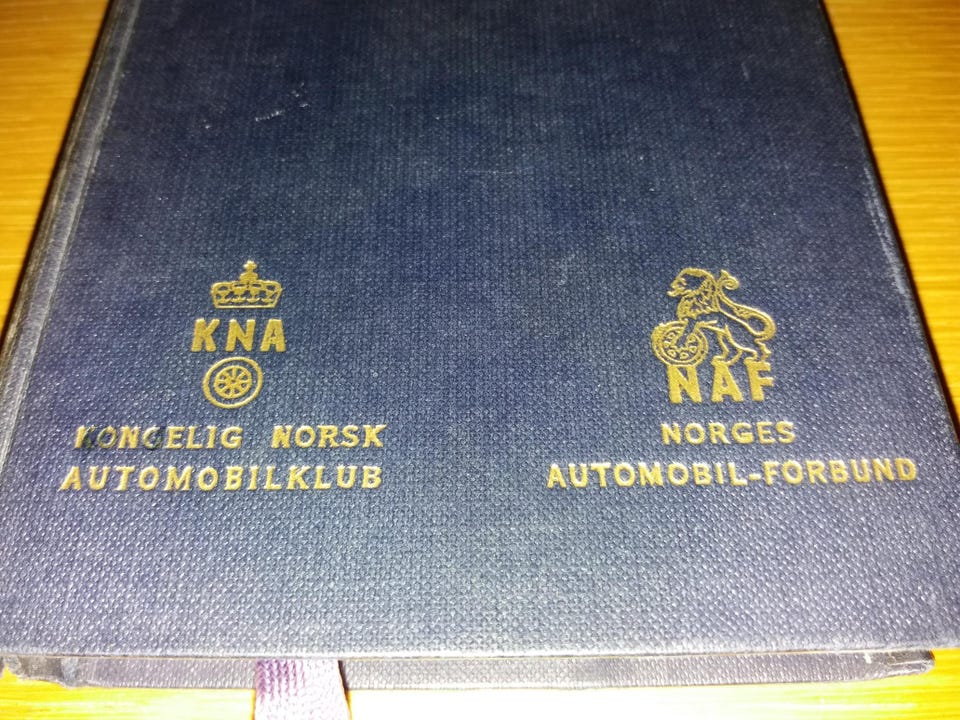 KNA
KONGELIG NORSK
AUTOMOBILKLUB
NAF
NORGES
AUTOMOBIL-FORBUND